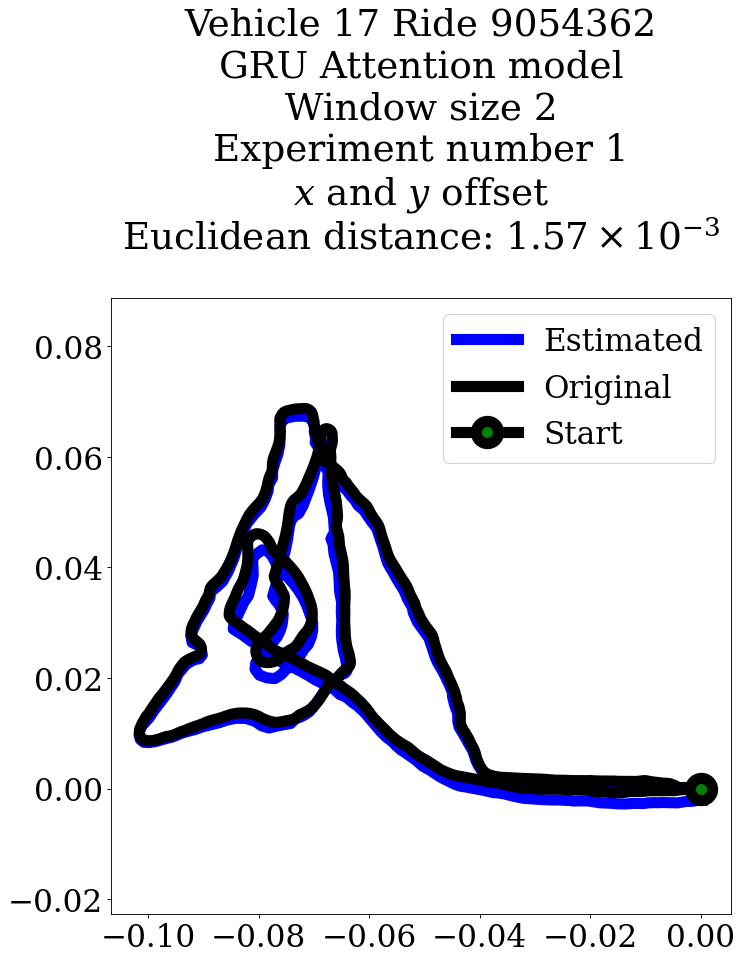 Vehicle 17 Ride 9054362
GRU Attention model
Window size 2
Experiment number 1
x and y offset
Euclidean distance: 1.57 × 10⁻³
Estimated
Original
Start
0.08
0.06
0.04
0.02
0.00
−0.02
−0.10 −0.08 −0.06 −0.04 −0.02 0.00